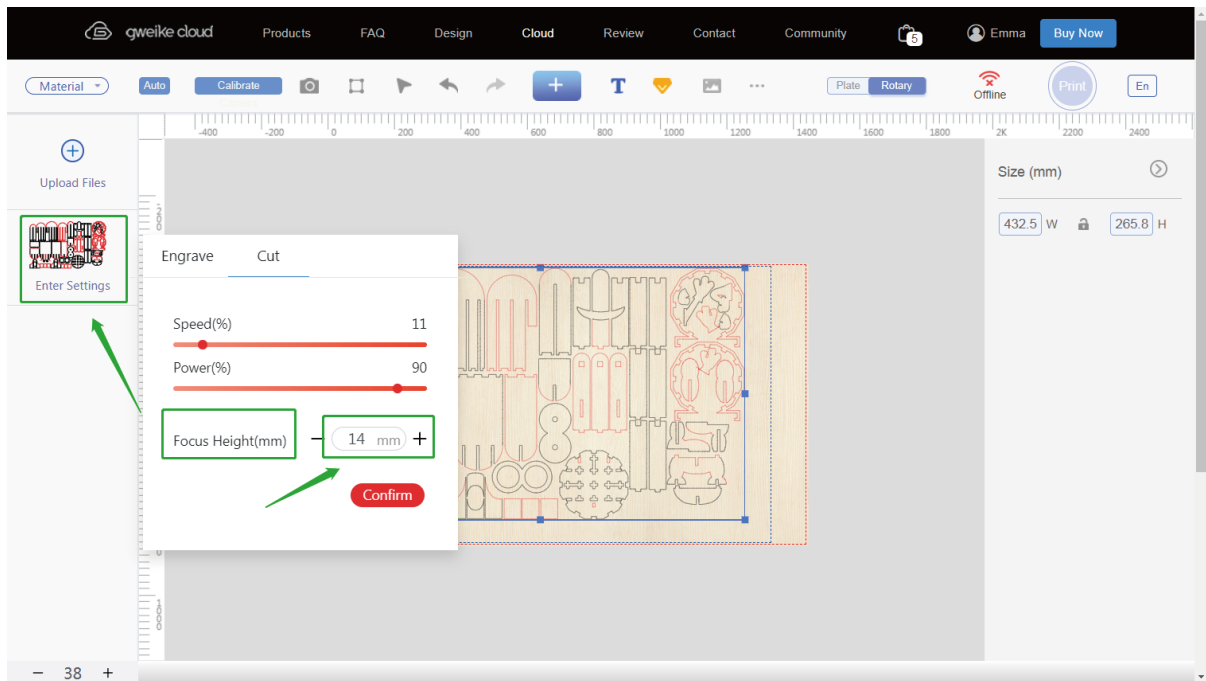 gweike cloud Products FAQ Design Cloud Review Contact Community 5 Emma Buy Now
Material Auto Calibrate T Plate Rotary Offline Print En
-400 -200 0 200 400 600 800 1000 1200 1400 1600 1800 2K 2200 2400
Upload Files
Enter Settings
Size (mm)
432.5 W 265.8 H
Engrave Cut
Speed(%) 11
Power(%) 90
Focus Height(mm) − 14 mm +
Confirm
1000
− 38 +